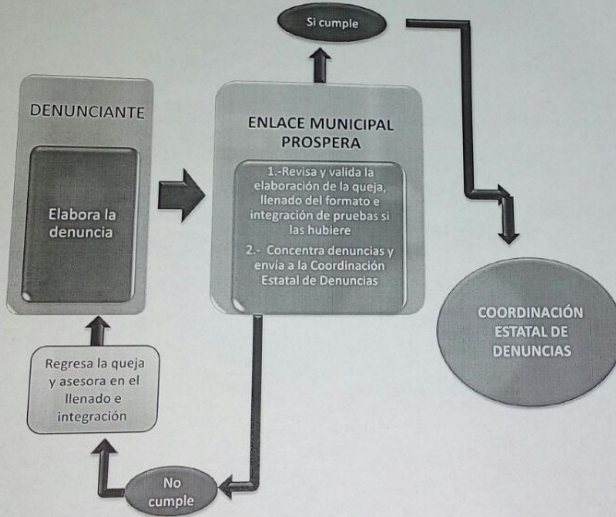 Si cumple
DENUNCIANTE
Elabora la
denuncia
ENLACE MUNICIPAL
PROSPERA
1.-Revisa y valida la
elaboración de la queja,
llenado del formato e
integración de pruebas si
las hubiere
2.- Concentra denuncias y
envía a la Coordinación
Estatal de Denuncias
COORDINACIÓN
ESTATAL DE
DENUNCIAS
Regresa la queja
y asesora en el
llenado e
integración
No
cumple